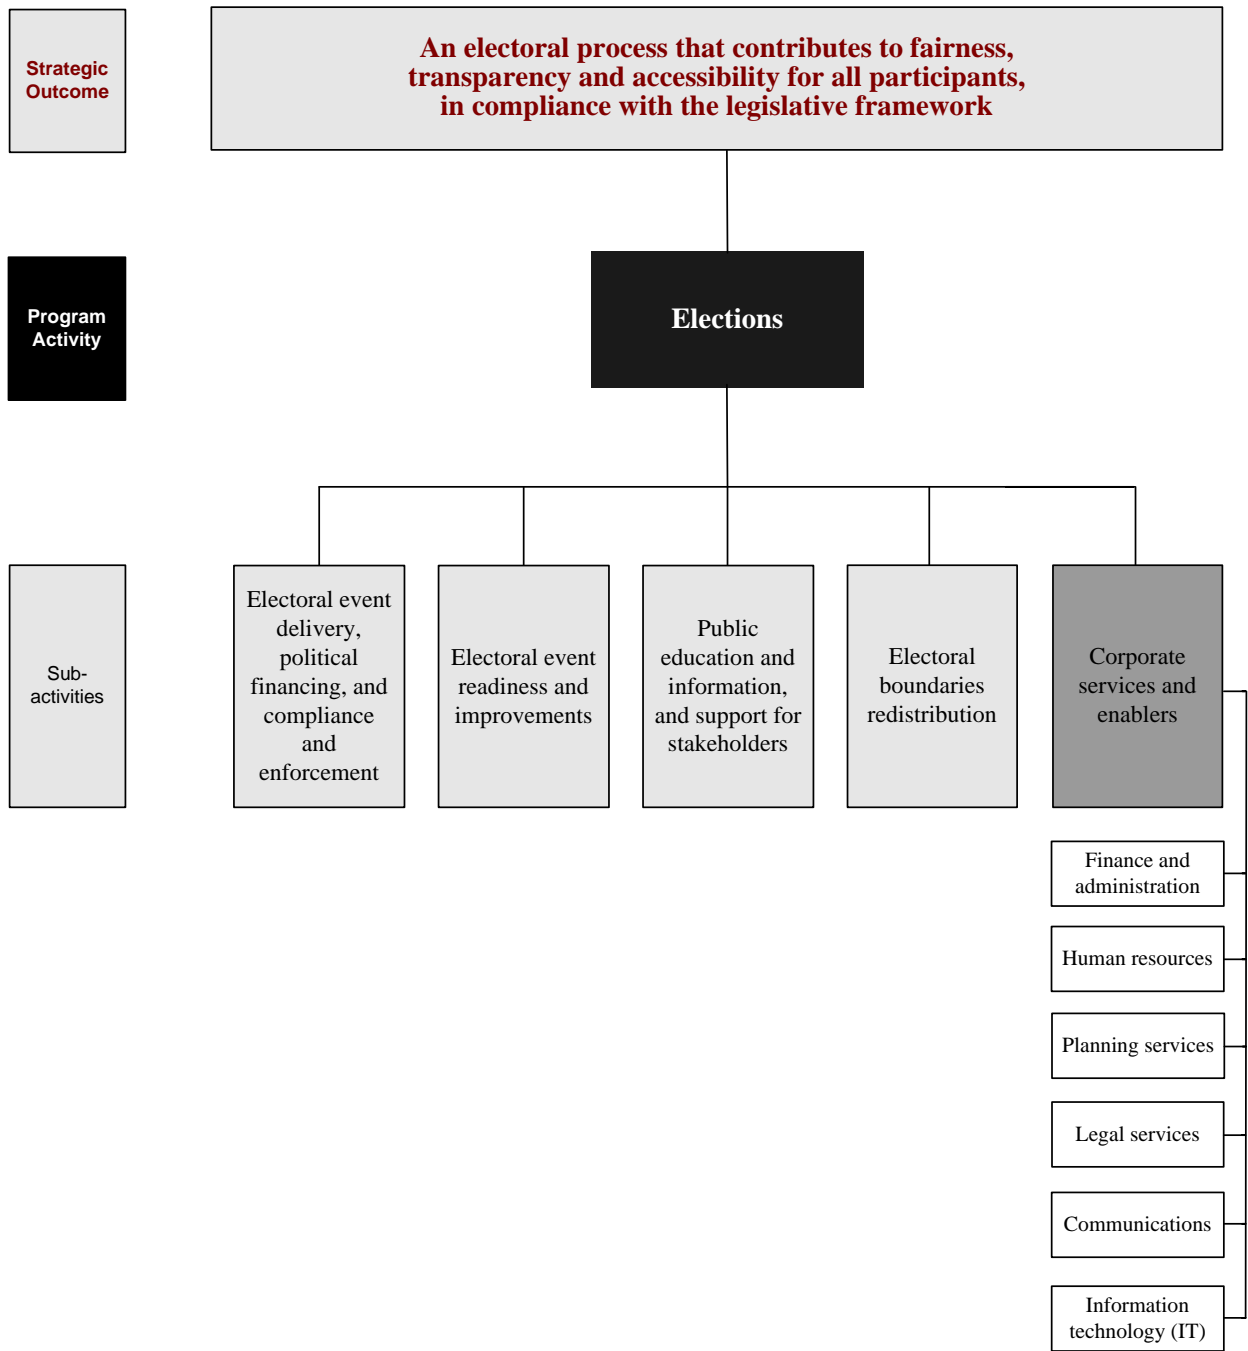 Strategic
Outcome
An electoral process that contributes to fairness,
transparency and accessibility for all participants,
in compliance with the legislative framework
Program
Activity
Elections
Sub-
activities
Electoral event
delivery,
political
financing, and
compliance
and
enforcement
Electoral event
readiness and
improvements
Public
education and
information,
and support for
stakeholders
Electoral
boundaries
redistribution
Corporate
services and
enablers
Finance and
administration
Human resources
Planning services
Legal services
Communications
Information
technology (IT)